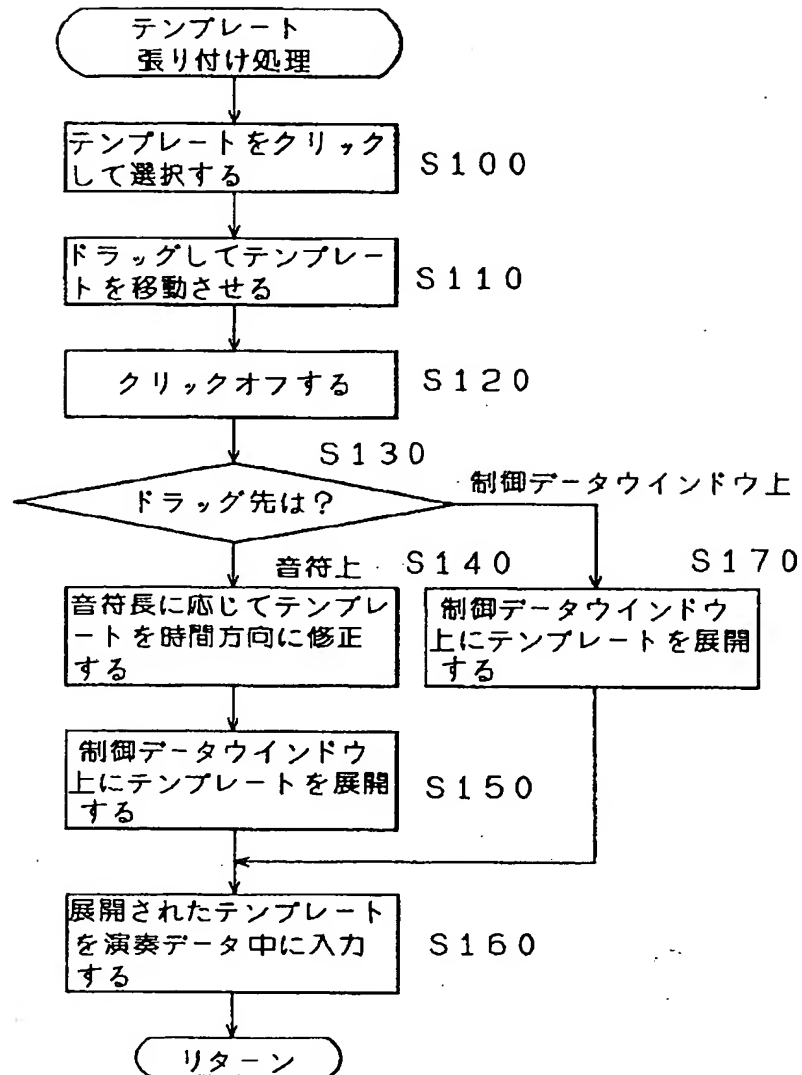 テンプレート
張り付け処理
テンプレートをクリック
して選択する
S100
ドラッグしてテンプレー
トを移動させる
S110
クリックオフする
S120
S130
ドラッグ先は?
制御データウインドウ上
音符上
S140
S170
音符長に応じてテンプレ
ートを時間方向に修正
する
制御データウインドウ
上にテンプレートを展開
する
制御データウインドウ
上にテンプレートを展開
する
S150
展開されたテンプレート
を演奏データ中に入力
する
S160
リターン